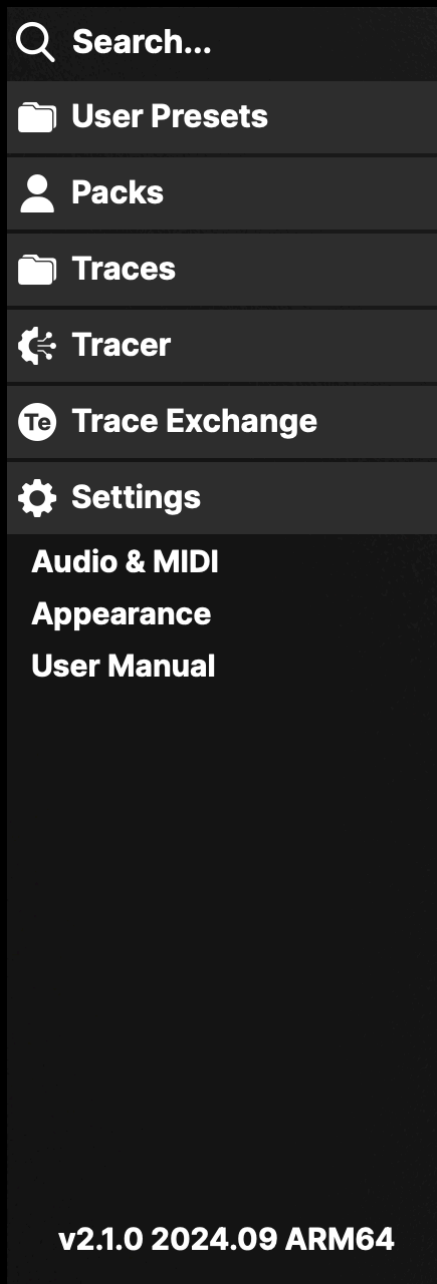 Search...
User Presets
Packs
Traces
Tracer
Te Trace Exchange
Settings
Audio & MIDI
Appearance
User Manual
v2.1.0 2024.09 ARM64